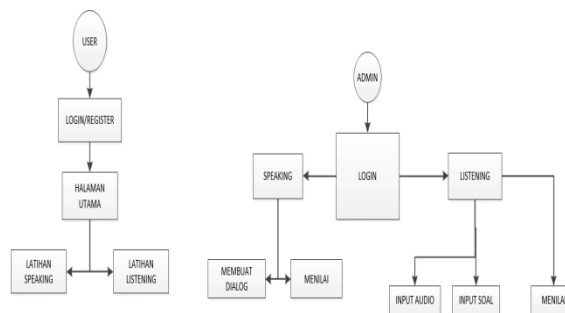 USER
LOGIN/REGISTER
HALAMAN
UTAMA
LATIHAN
SPEAKING
LATIHAN
LISTENING
ADMIN
SPEAKING
LOGIN
LISTENING
MEMBUAT
DIALOG
MENILAI
INPUT AUDIO
INPUT SOAL
MENILAI